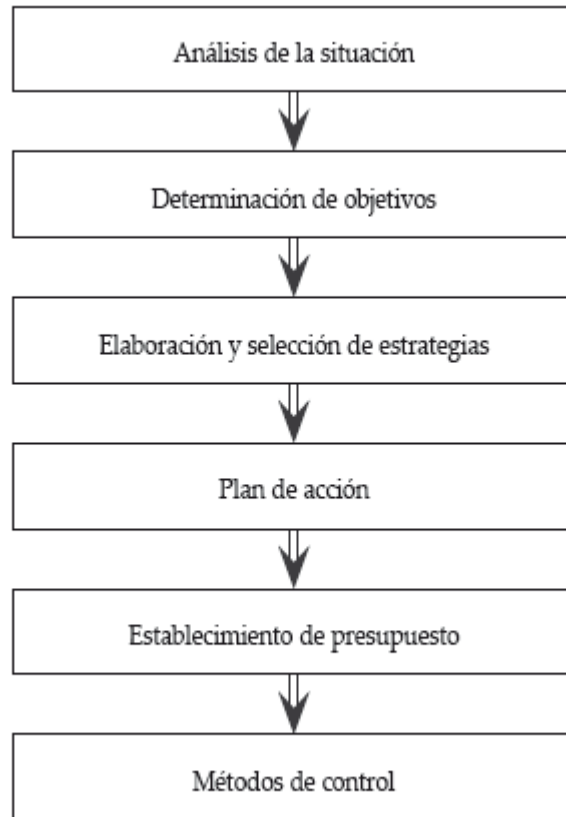 Análisis de la situación
Determinación de objetivos
Elaboración y selección de estrategias
Plan de acción
Establecimiento de presupuesto
Métodos de control